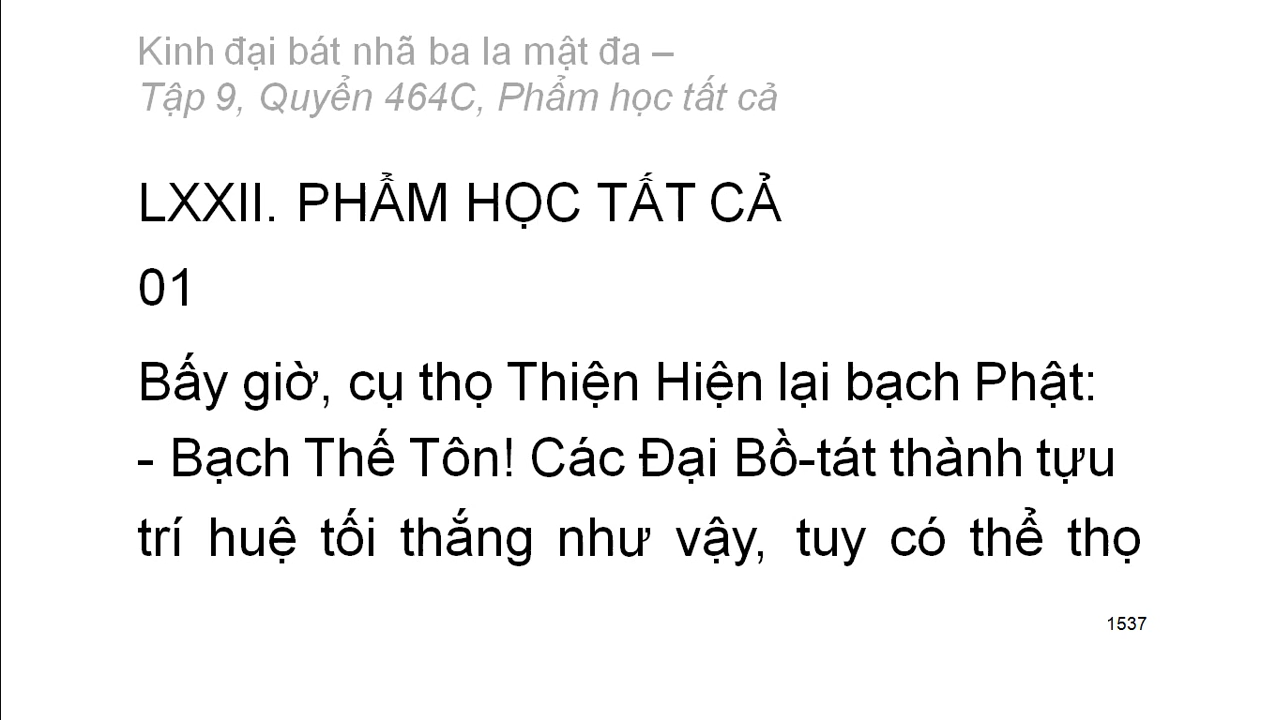 Kinh đại bát nhã ba la mật đa –
Tập 9, Quyển 464C, Phẩm học tất cả
LXXII. PHẨM HỌC TẤT CẢ
01
Bấy giờ, cụ thọ Thiện Hiện lại bạch Phật:
- Bạch Thế Tôn! Các Đại Bồ-tát thành tựu
trí huệ tối thắng như vậy, tuy có thể thọ
1537